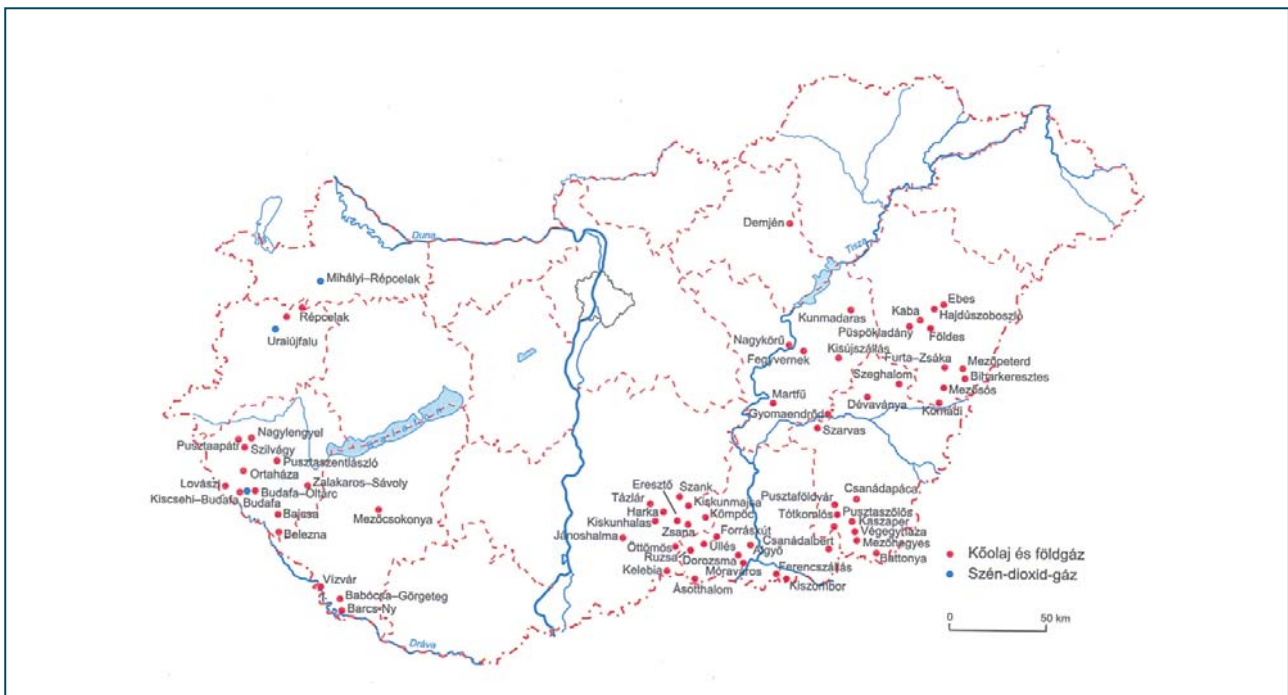 Demjén
Duna
Tisza
Mihályi–Répcelak
Ebes
Répcelak
Kunmadaras
Kaba
Hajdúszoboszló
Uraiújfalu
Püspökladány
Földes
Nagykörű
Kisújszállás
Fegyvernek
Furta–Zsáka
Mezőpeterd
Szeghalom
Biharkeresztes
Martfű
Mezősós
Dévaványa
Komádi
Gyomaendrőd
Szarvas
Nagylengyel
Pusztaapáti
Szilvágy
Pusztaszentlászló
Ortaháza
Lovászi
Zalakaros–Sávoly
Kiscsehi–Budafa
Budafa
Budafa–Oltárc
Eresztő
Szank
Bajcsa
Mezőcsokonya
Tázlár
Kiskunmajsa
Pusztaföldvár
Csanádapáca
Harka
Kömpöc
Tótkomlós
Pusztaszőlős
Kiskunhalas
Zsana
Kaszaper
Belezna
Forráskút
Végegyháza
Jánoshalma
Csanádalbert
Öttömös
Üllés
Algyő
Mezőhegyes
Ruzsa
Dorozsma
Battonya
Kelebia
Móraváros
Ferencszállás
Ásotthalom
Kiszombor
Vízvár
Babócsa–Görgeteg
Barcs-Ny
Dráva
Kőolaj és földgáz
Szén-dioxid-gáz
0 50 km